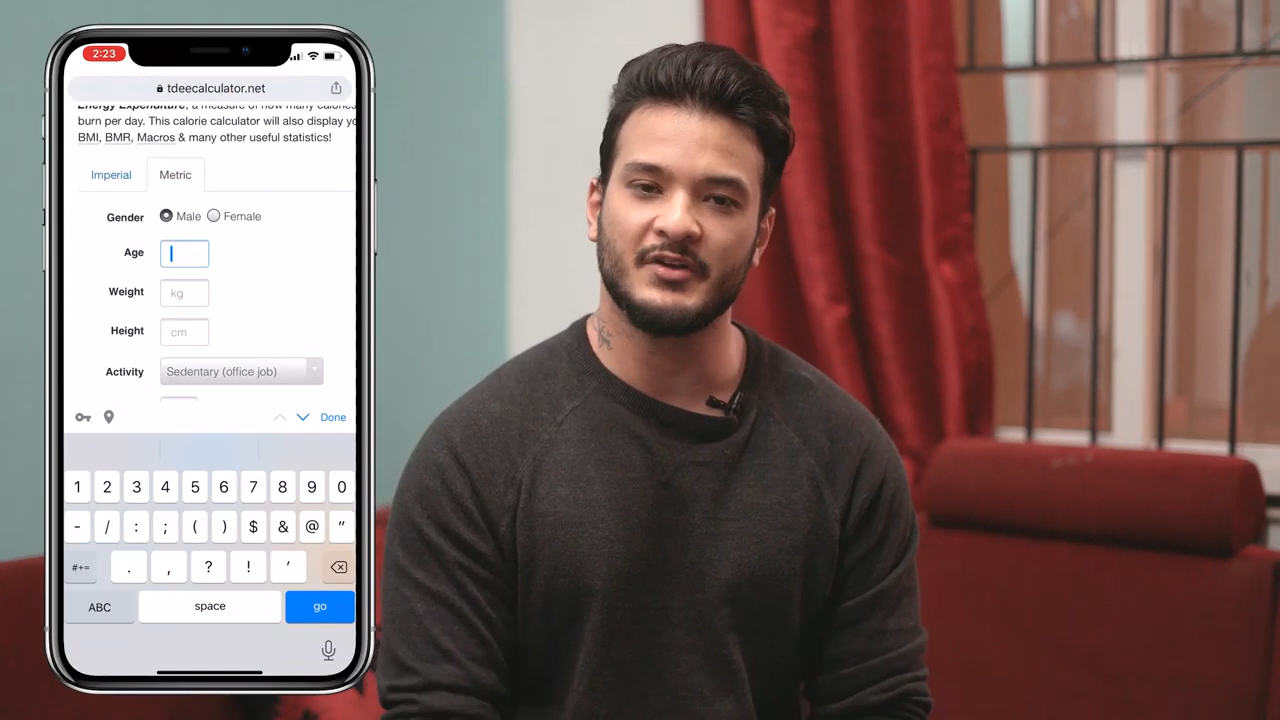 2:23
tdeecalculator.net
Energy Expenditure, a measure of how many calories
burn per day. This calorie calculator will also display yo
BMI, BMR, Macros & many other useful statistics!
Imperial Metric
Gender Male Female
Age
Weight kg
Height cm
Activity Sedentary (office job)
Done
1 2 3 4 5 6 7 8 9 0
- / : ; ( ) $ & @ "
#+= . , ? ! '
ABC space go